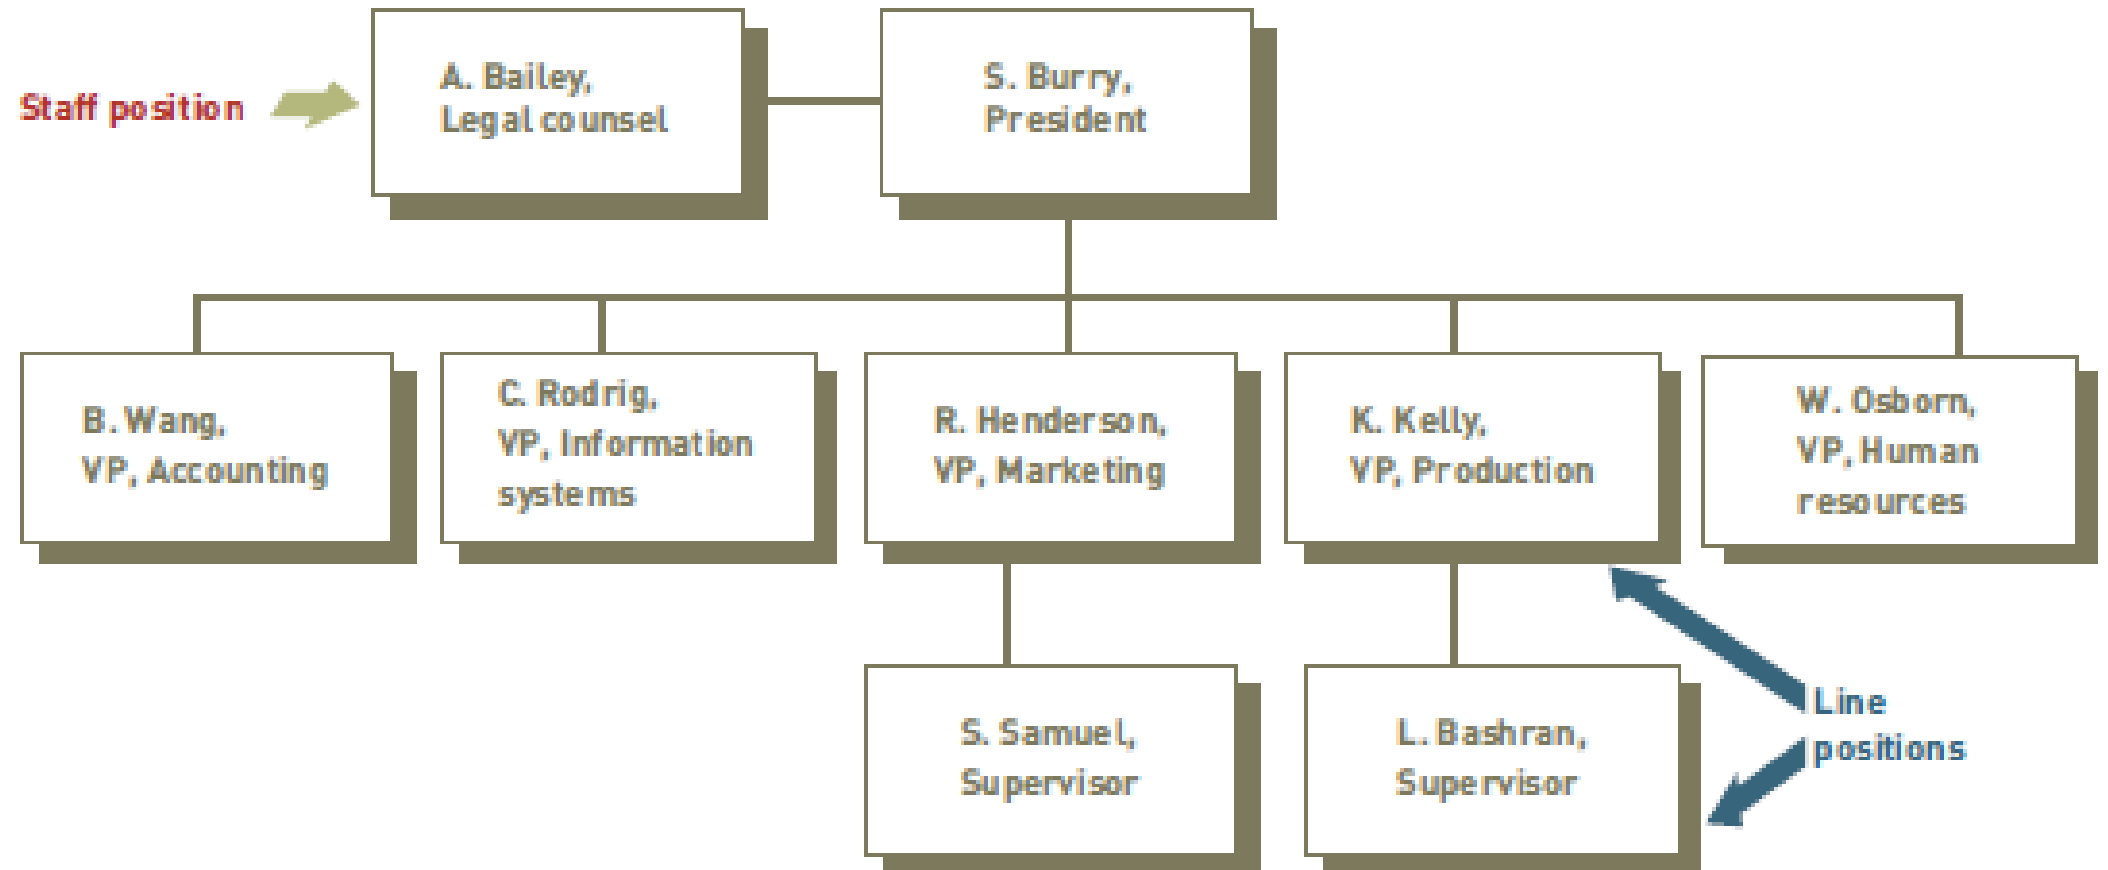 Staff position
A. Bailey,
Legal counsel
S. Burry,
President
B. Wang,
VP, Accounting
C. Rodrig,
VP, Information
systems
R. Henderson,
VP, Marketing
K. Kelly,
VP, Production
W. Osborn,
VP, Human
resources
S. Samuel,
Supervisor
L. Bashran,
Supervisor
Line
positions